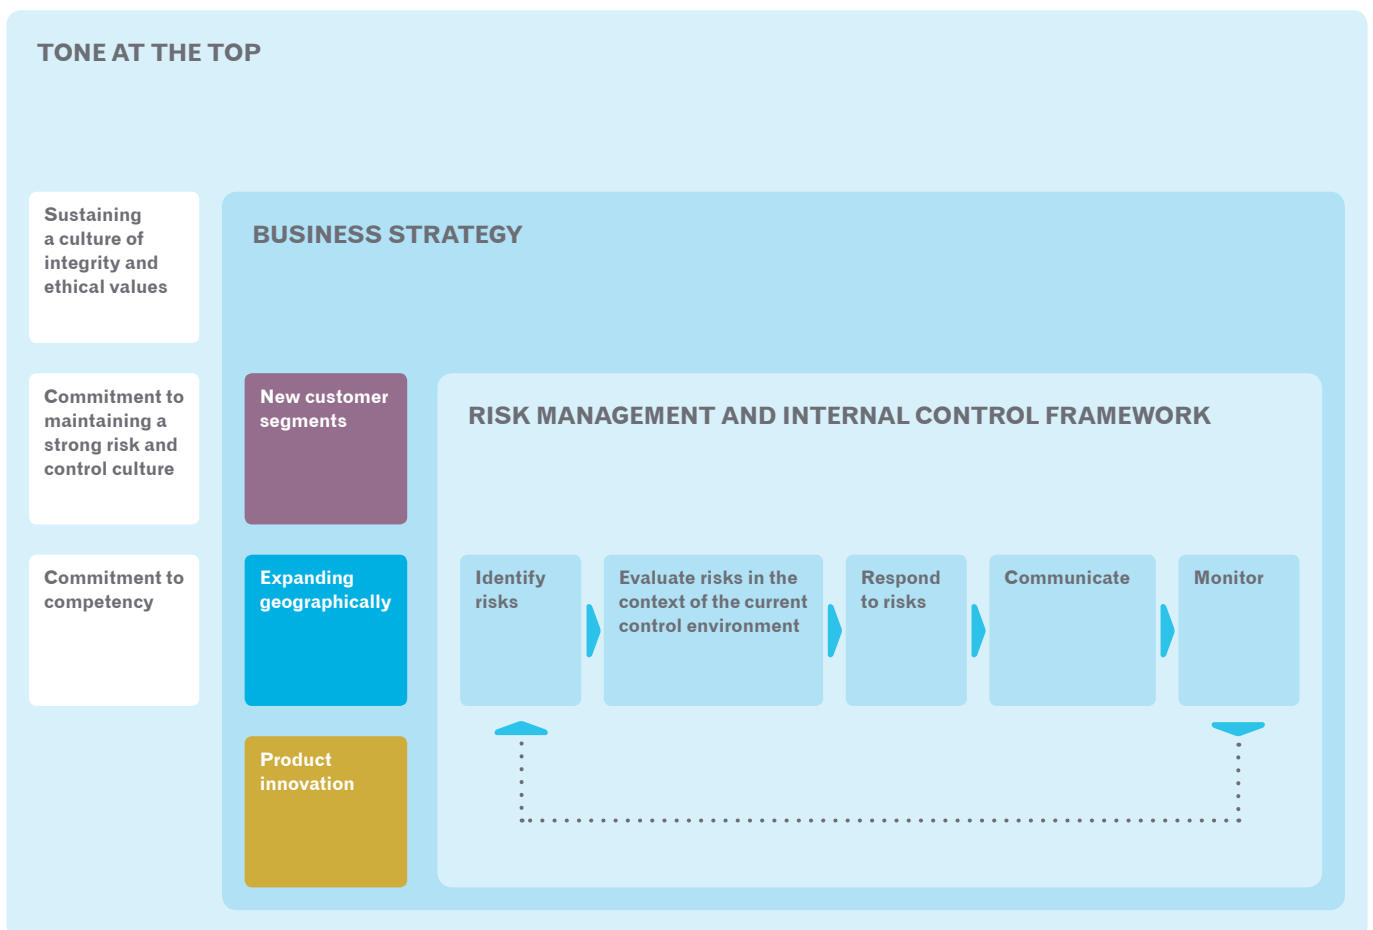 TONE AT THE TOP
Sustaining
a culture of
integrity and
ethical values
Commitment to
maintaining a
strong risk and
control culture
Commitment to
competency
BUSINESS STRATEGY
New customer
segments
Expanding
geographically
Product
innovation
RISK MANAGEMENT AND INTERNAL CONTROL FRAMEWORK
Identify
risks
Evaluate risks in the
context of the current
control environment
Respond
to risks
Communicate
Monitor